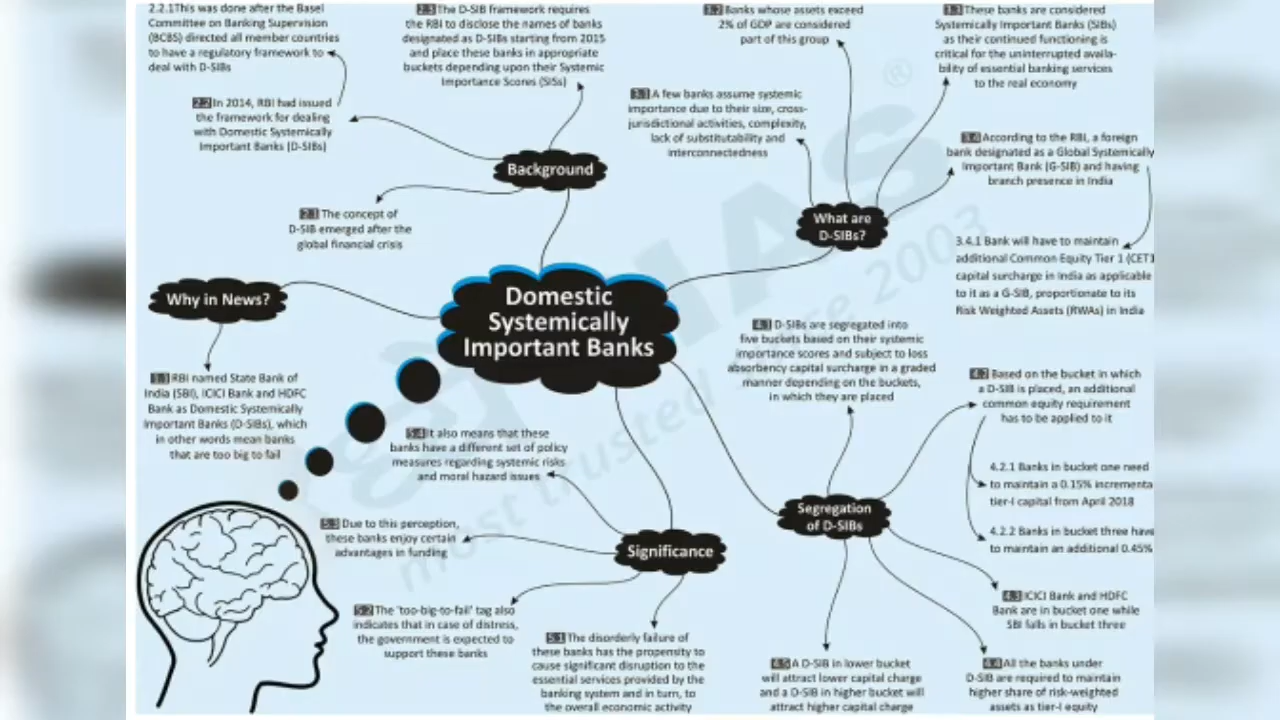 Domestic
Systemically
Important Banks
Why in News?
1.1 RBI named State Bank of
India (SBI), ICICI Bank and HDFC
Bank as Domestic Systemically
Important Banks (D-SIBs), which
in other words mean banks
that are too big to fail
Background
2.1 The concept of
D-SIB emerged after the
global financial crisis
2.2 In 2014, RBI had issued
the framework for dealing
with Domestic Systemically
Important Banks (D-SIBs)
2.2.1This was done after the Basel
Committee on Banking Supervision
(BCBS) directed all member countries
to have a regulatory framework to
deal with D-SIBs
2.3 The D-SIB framework requires
the RBI to disclose the names of banks
designated as D-SIBs starting from 2015
and place these banks in appropriate
buckets depending upon their Systemic
Importance Scores (SISs)
What are
D-SIBs?
3.1 A few banks assume systemic
importance due to their size, cross-
jurisdictional activities, complexity,
lack of substitutability and
interconnectedness
3.2 Banks whose assets exceed
2% of GDP are considered
part of this group
3.3 These banks are considered
Systemically Important Banks (SIBs)
as their continued functioning is
critical for the uninterrupted availa-
bility of essential banking services
to the real economy
3.4 According to the RBI, a foreign
bank designated as a Global Systemically
Important Bank (G-SIB) and having
branch presence in India
3.4.1 Bank will have to maintain
additional Common Equity Tier 1 (CET1
capital surcharge in India as applicable
to it as a G-SIB, proportionate to its
Risk Weighted Assets (RWAs) in India
Segregation
of D-SIBs
4.1 D-SIBs are segregated into
five buckets based on their systemic
importance scores and subject to loss
absorbency capital surcharge in a graded
manner depending on the buckets,
in which they are placed
4.2 Based on the bucket in which
a D-SIB is placed, an additional
common equity requirement
has to be applied to it
4.2.1 Banks in bucket one need
to maintain a 0.15% incrementa
tier-I capital from April 2018
4.2.2 Banks in bucket three have
to maintain an additional 0.45%
4.3 ICICI Bank and HDFC
Bank are in bucket one while
SBI falls in bucket three
4.4 All the banks under
D-SIB are required to maintain
higher share of risk-weighted
assets as tier-I equity
4.5 A D-SIB in lower bucket
will attract lower capital charge
and a D-SIB in higher bucket will
attract higher capital charge
Significance
5.1 The disorderly failure of
these banks has the propensity to
cause significant disruption to the
essential services provided by the
banking system and in turn, to
the overall economic activity
5.2 The 'too-big-to-fail' tag also
indicates that in case of distress,
the government is expected to
support these banks
5.3 Due to this perception,
these banks enjoy certain
advantages in funding
5.4 It also means that these
banks have a different set of policy
measures regarding systemic risks
and moral hazard issues
IAS
®
most trusted since 2003